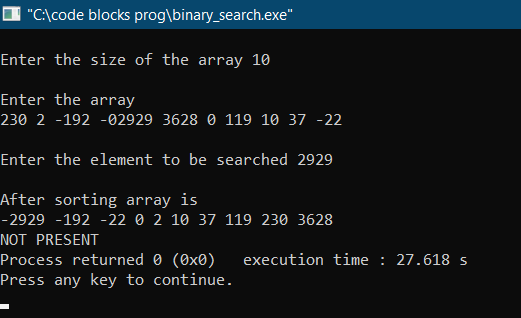 "C:\code blocks prog\binary_search.exe"
Enter the size of the array 10
Enter the array
230 2 -192 -02929 3628 0 119 10 37 -22
Enter the element to be searched 2929
After sorting array is
-2929 -192 -22 0 2 10 37 119 230 3628
NOT PRESENT
Process returned 0 (0x0)   execution time : 27.618 s
Press any key to continue.